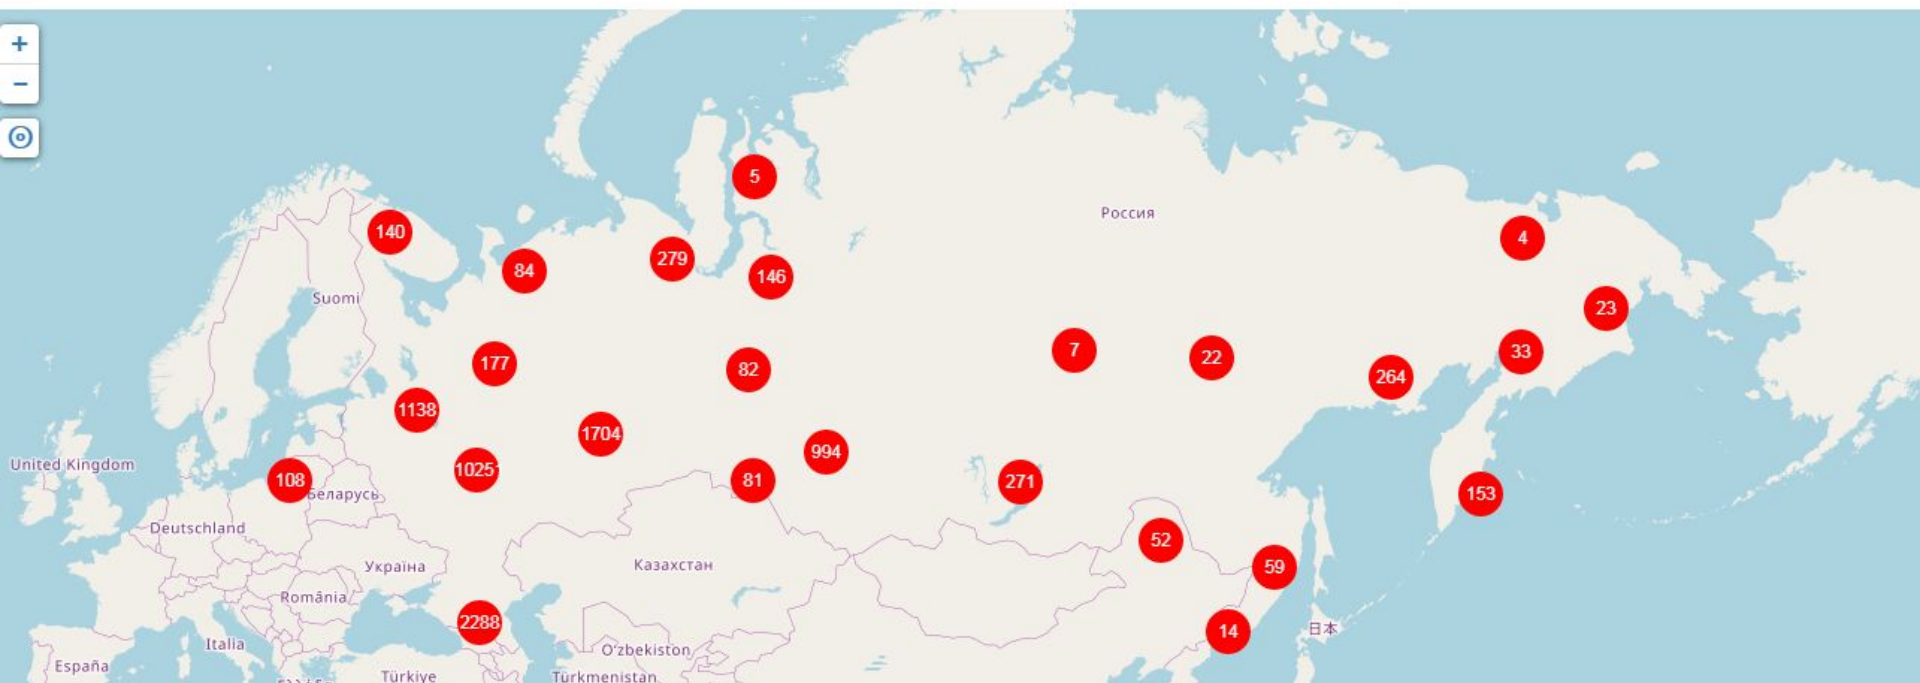 +
−
5
Россия
140
4
84
279
146
Suomi
23
7
33
22
177
82
264
1138
1704
994
United Kingdom
1025
108
81
271
Беларусь
153
Deutschland
52
Україна
Казахстан
59
România
2288
日本
14
Italia
O'zbekiston
España
Türkiye
Türkmenistan